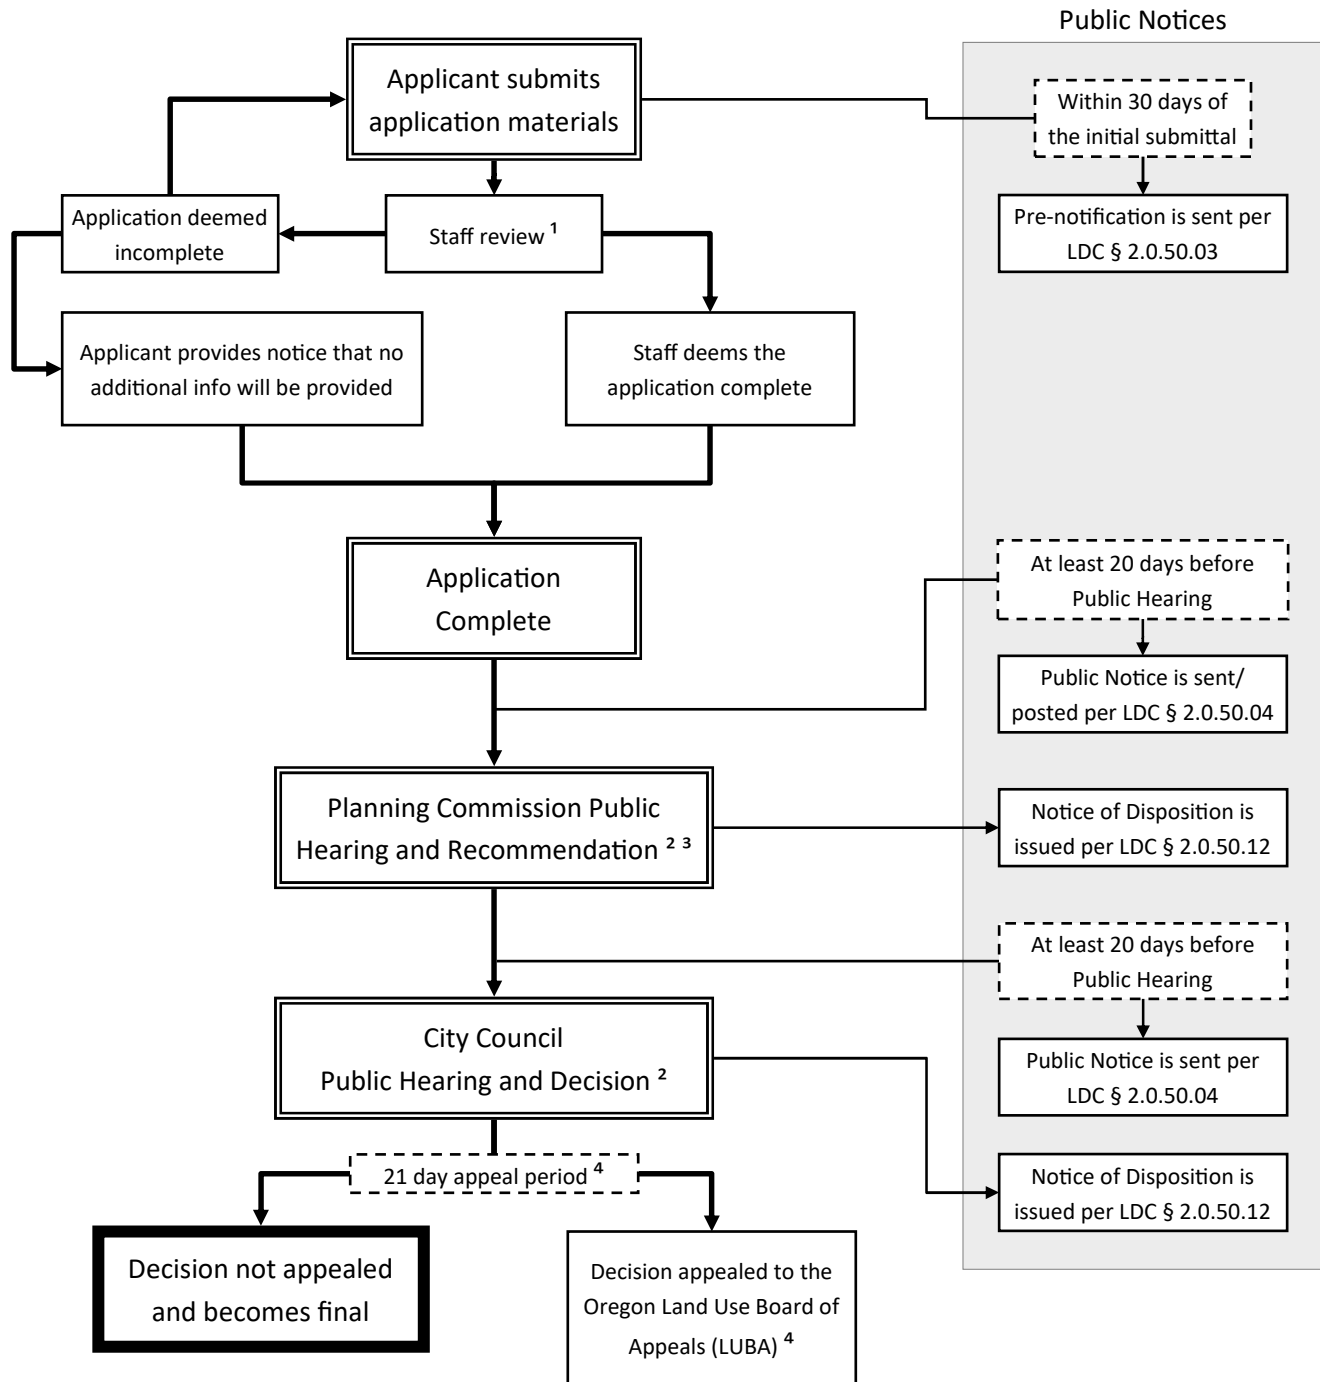 Public Notices
Applicant submits
application materials
Within 30 days of
the initial submittal
Application deemed
incomplete
Staff review ¹
Pre-notification is sent per
LDC § 2.0.50.03
Applicant provides notice that no
additional info will be provided
Staff deems the
application complete
Application
Complete
At least 20 days before
Public Hearing
Public Notice is sent/
posted per LDC § 2.0.50.04
Planning Commission Public
Hearing and Recommendation ² ³
Notice of Disposition is
issued per LDC § 2.0.50.12
At least 20 days before
Public Hearing
City Council
Public Hearing and Decision ²
Public Notice is sent per
LDC § 2.0.50.04
21 day appeal period ⁴
Notice of Disposition is
issued per LDC § 2.0.50.12
Decision not appealed
and becomes final
Decision appealed to the
Oregon Land Use Board of
Appeals (LUBA) ⁴